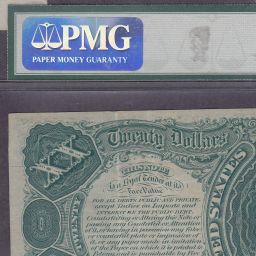 PMG
PAPER MONEY GUARANTY
Twenty Dollars
XX
THIS NOTE
is a Legal Tender at its
Face Value
FOR ALL DEBTS PUBLIC AND PRIVATE
except Duties on Imports and
INTEREST ON THE PUBLIC DEBT.
Counterfeiting or altering this Note or
passing any Counterfeit or alteration
of it, or having in possession any false
or counterfeit plate or impression of
it, or any paper made in imitation
of the Paper on which it is printed
TWENTY
ED STATES